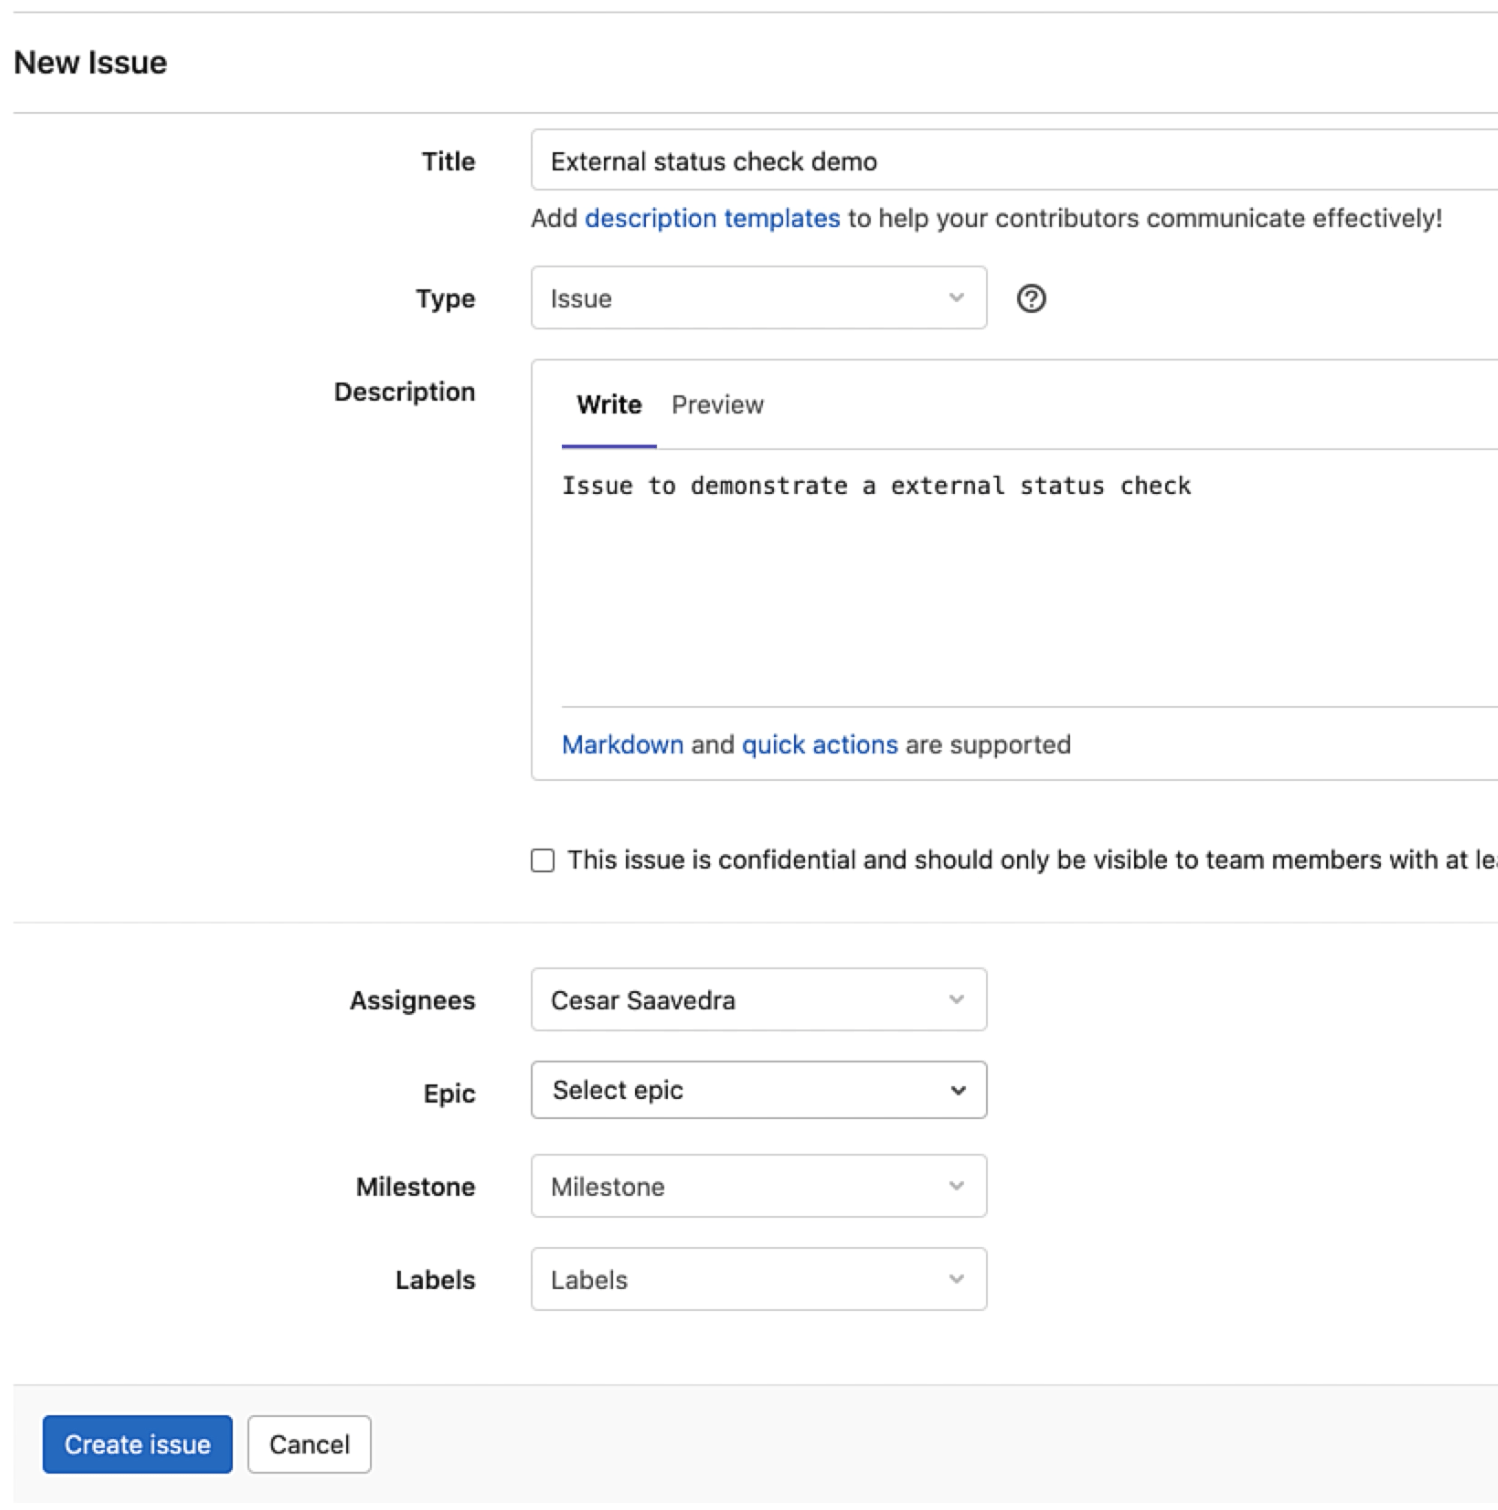 New Issue
Title
External status check demo
Add description templates to help your contributors communicate effectively!
Type
Issue
Description
Write Preview
Issue to demonstrate a external status check
Markdown and quick actions are supported
This issue is confidential and should only be visible to team members with at
Assignees
Cesar Saavedra
Epic
Select epic
Milestone
Milestone
Labels
Labels
Create issue Cancel